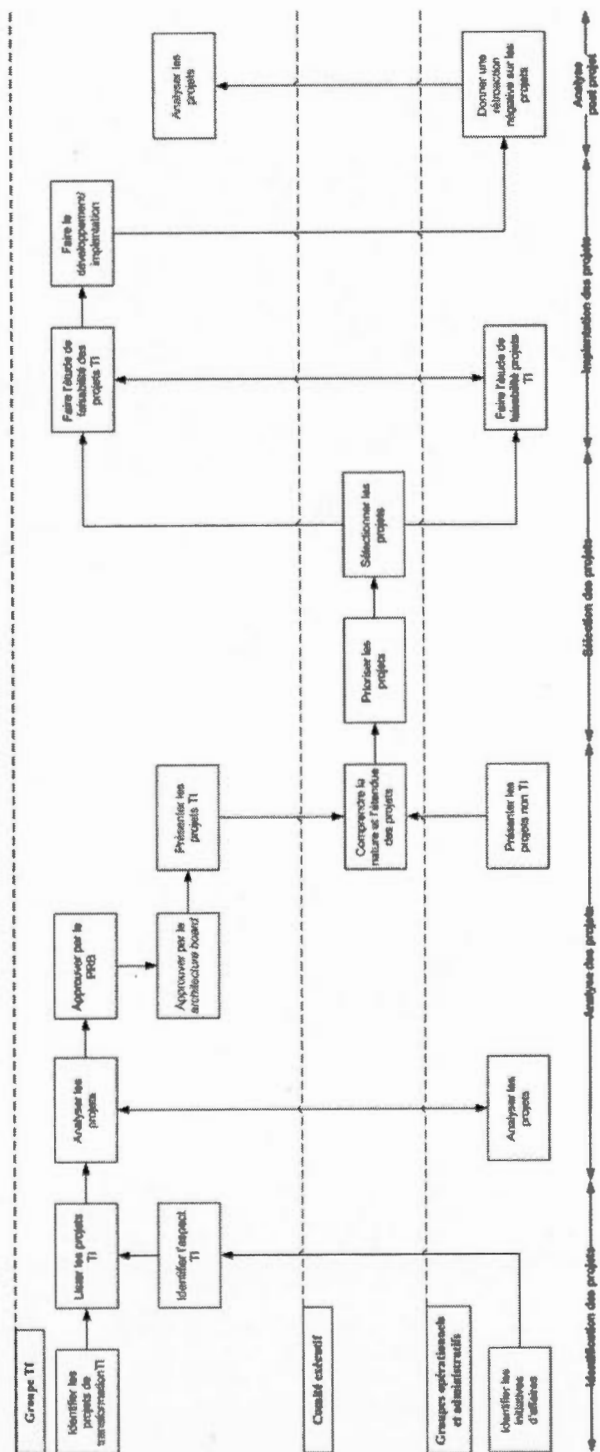 Groupe TI
Identifier les
projets de
transformation TI
Lister les projets
TI
Identifier l'aspect
TI
Analyser les
projets
Approuver par le
PRB
Approuver par le
architecture board
Présenter les
projets TI
Faire l'étude de
faisabilité des
projets TI
Faire le
développement/
implantation
Analyser les
projets
Comité exécutif
Comprendre la
nature et l'étendue
des projets
Prioriser les
projets
Sélectionner les
projets
Groupes opérationnels
et administratifs
Identifier les
initiatives
d'affaires
Analyser les
projets
Présenter les
projets non TI
Faire l'étude de
faisabilité projets
TI
Donner une
rétroaction
négative sur les
projets
Identification des projets
Analyse des projets
Sélection des projets
Implantation des projets
Analyse
post projet